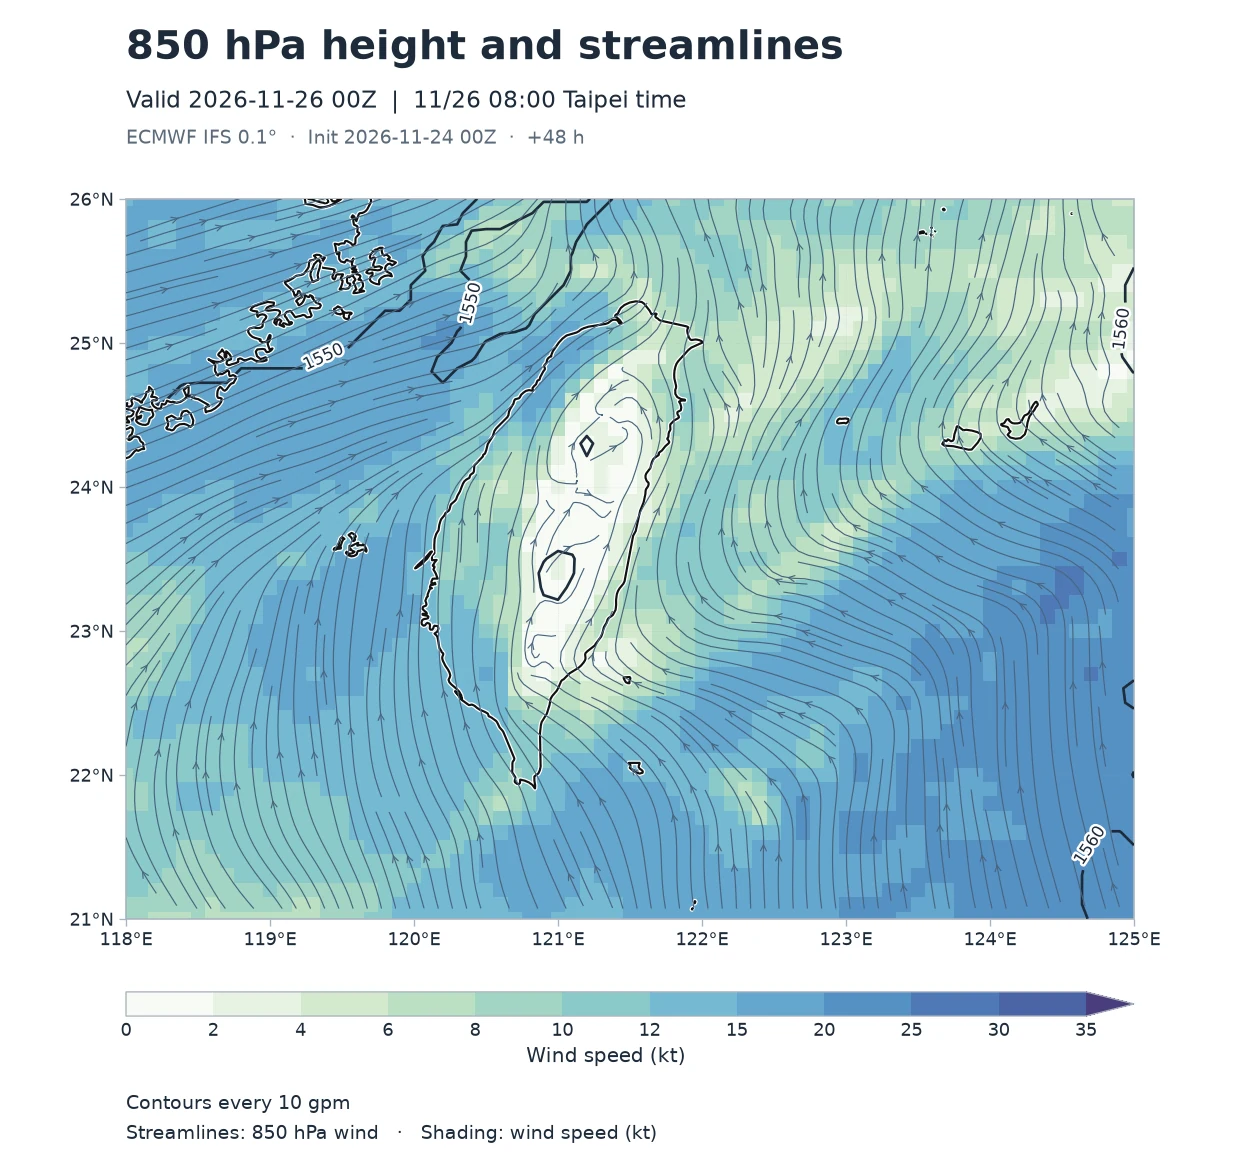 850 hPa height and streamlines
Valid 2026-11-26 00Z | 11/26 08:00 Taipei time
ECMWF IFS 0.1° · Init 2026-11-24 00Z · +48 h
26°N
25°N
24°N
23°N
22°N
21°N
1550
1550
1560
1560
118°E 119°E 120°E 121°E 122°E 123°E 124°E 125°E
0 2 4 6 8 10 12 15 20 25 30 35
Wind speed (kt)
Contours every 10 gpm
Streamlines: 850 hPa wind · Shading: wind speed (kt)